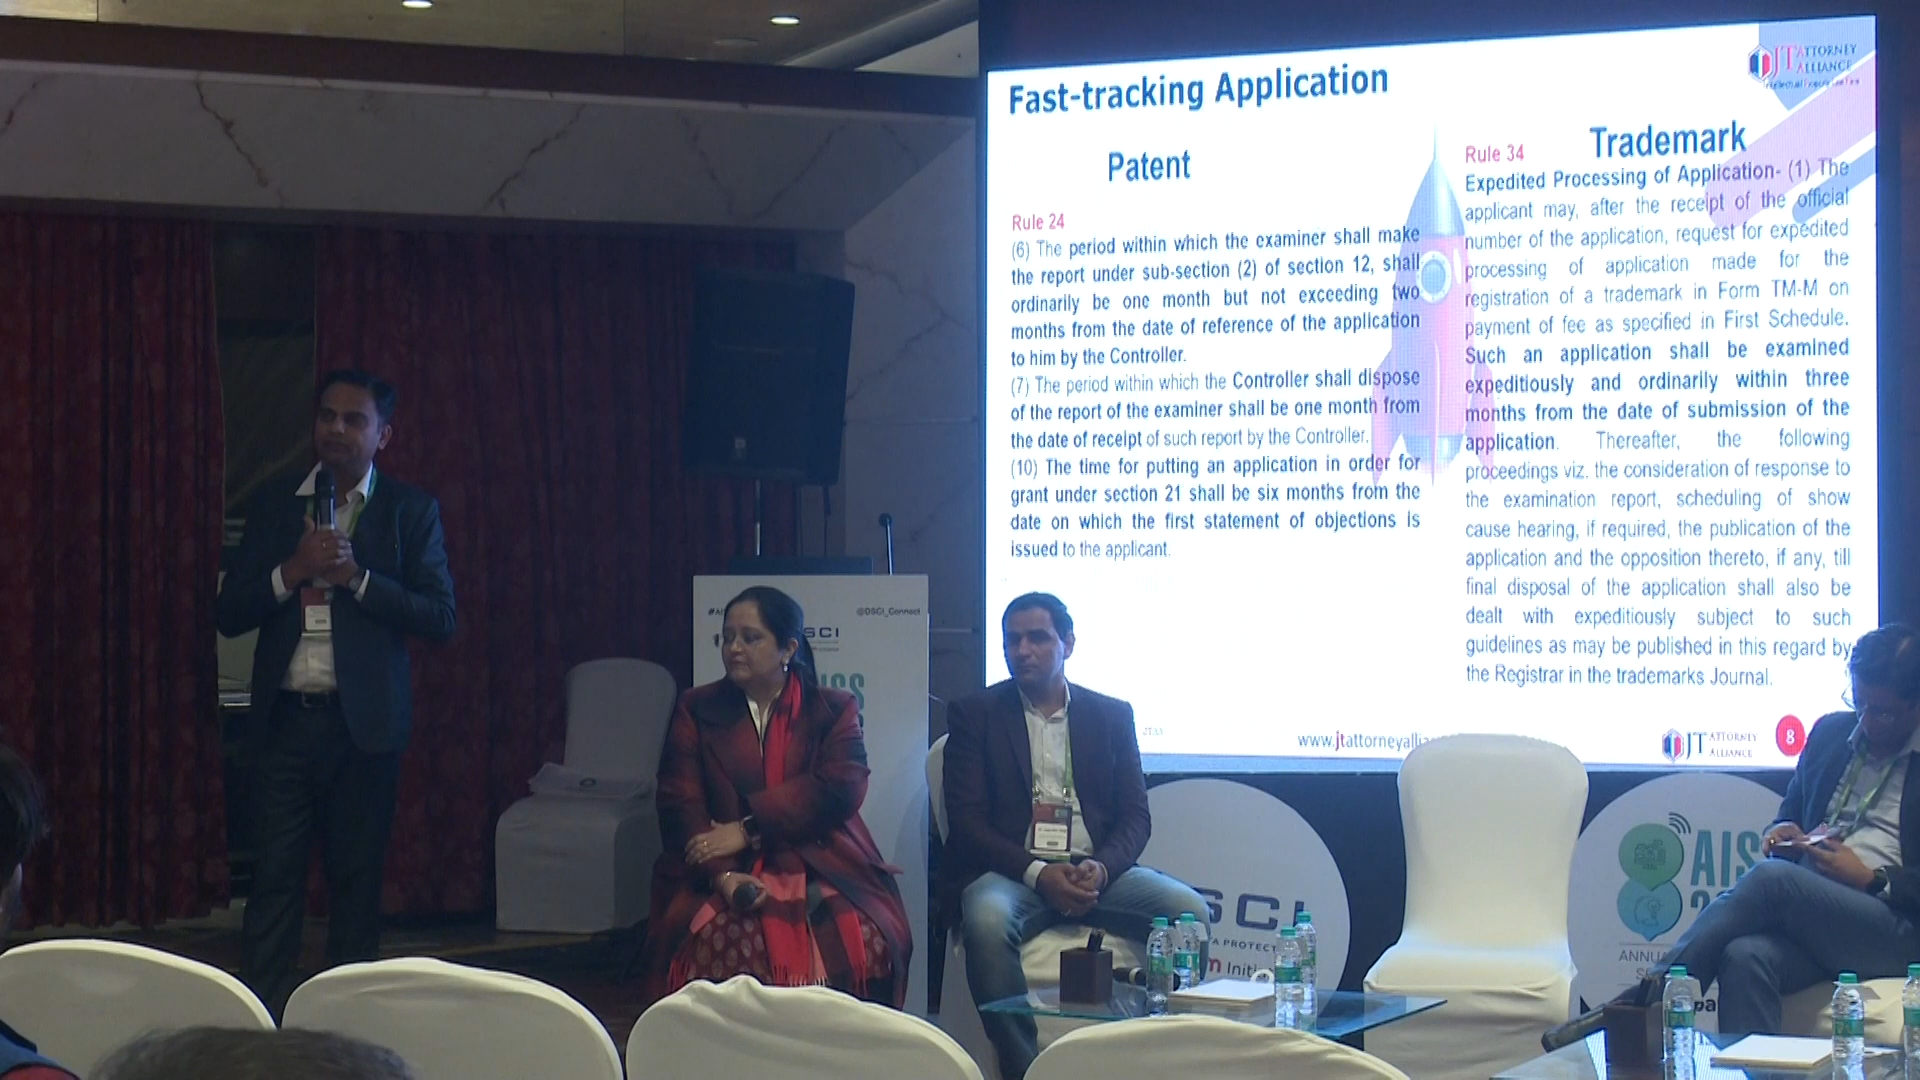 Fast-tracking Application
JT ATTORNEY
ALLIANCE
Patent
Rule 24
(6) The period within which the examiner shall make
the report under sub-section (2) of section 12, shall
ordinarily be one month but not exceeding two
months from the date of reference of the application
to him by the Controller.
(7) The period within which the Controller shall dispose
of the report of the examiner shall be one month from
the date of receipt of such report by the Controller.
(10) The time for putting an application in order for
grant under section 21 shall be six months from the
date on which the first statement of objections is
issued to the applicant.
Trademark
Rule 34
Expedited Processing of Application- (1) The
applicant may, after the receipt of the official
number of the application, request for expedited
processing of application made for the
registration of a trademark in Form TM-M on
payment of fee as specified in First Schedule.
Such an application shall be examined
expeditiously and ordinarily within three
months from the date of submission of the
application. Thereafter, the following
proceedings viz. the consideration of response to
the examination report, scheduling of show
cause hearing, if required, the publication of the
application and the opposition thereto, if any, till
final disposal of the application shall also be
dealt with expeditiously subject to such
guidelines as may be published in this regard by
the Registrar in the trademarks Journal.
www.jtattorneyallia
JT ATTORNEY
ALLIANCE
8
@DSCI_Connect
SCI
SCI
A PROTECT
m Initi
AIS
ANNU